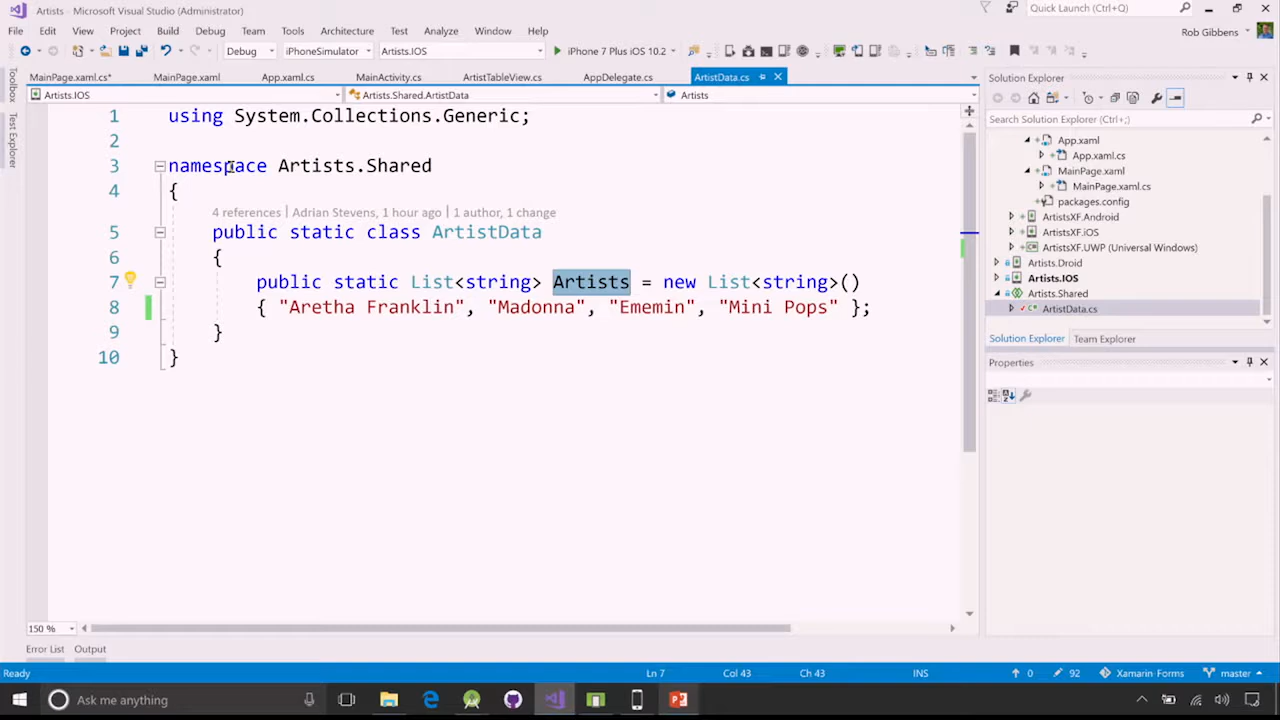 Artists - Microsoft Visual Studio (Administrator)
Quick Launch (Ctrl+Q)
File Edit View Project Build Debug Team Tools Architecture Test Analyze Window Help
Rob Gibbens
Debug iPhoneSimulator Artists.IOS iPhone 7 Plus iOS 10.2
MainPage.xaml.cs* MainPage.xaml App.xaml.cs MainActivity.cs ArtistTableView.cs AppDelegate.cs ArtistData.cs
Artists.IOS Artists.Shared.ArtistData Artists
Toolbox
Test Explorer
1 using System.Collections.Generic;
2
3 namespace Artists.Shared
4 {
4 references | Adrian Stevens, 1 hour ago | 1 author, 1 change
5 public static class ArtistData
6 {
7 public static List<string> Artists = new List<string>()
8 { "Aretha Franklin", "Madonna", "Ememin", "Mini Pops" };
9 }
10 }
150 %
Error List Output
Solution Explorer
Search Solution Explorer (Ctrl+;)
App.xaml
App.xaml.cs
MainPage.xaml
MainPage.xaml.cs
packages.config
ArtistsXF.Android
ArtistsXF.iOS
ArtistsXF.UWP (Universal Windows)
Artists.Droid
Artists.IOS
Artists.Shared
C# ArtistData.cs
Solution Explorer Team Explorer
Properties
Ready Ln 7 Col 43 Ch 43 INS 0 92 Xamarin Forms master
Ask me anything